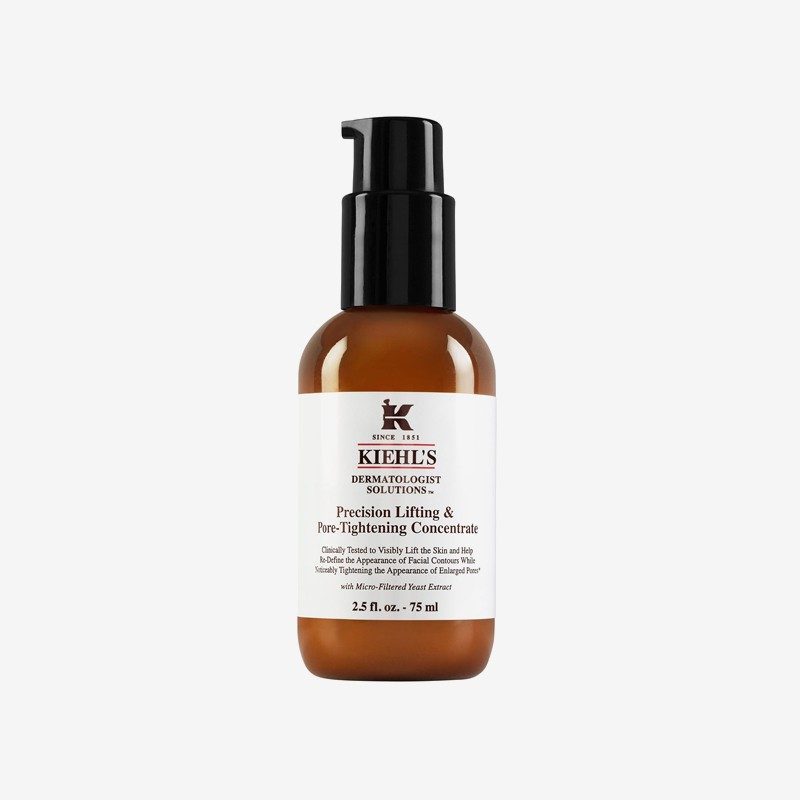 K
SINCE 1851
KIEHL'S
DERMATOLOGIST
SOLUTIONS™
Precision Lifting &
Pore-Tightening Concentrate
Clinically Tested to Visibly Lift the Skin and Help
Re-Define the Appearance of Facial Contours While
Noticeably Tightening the Appearance of Enlarged Pores*
with Micro-Filtered Yeast Extract
2.5 fl. oz. - 75 ml